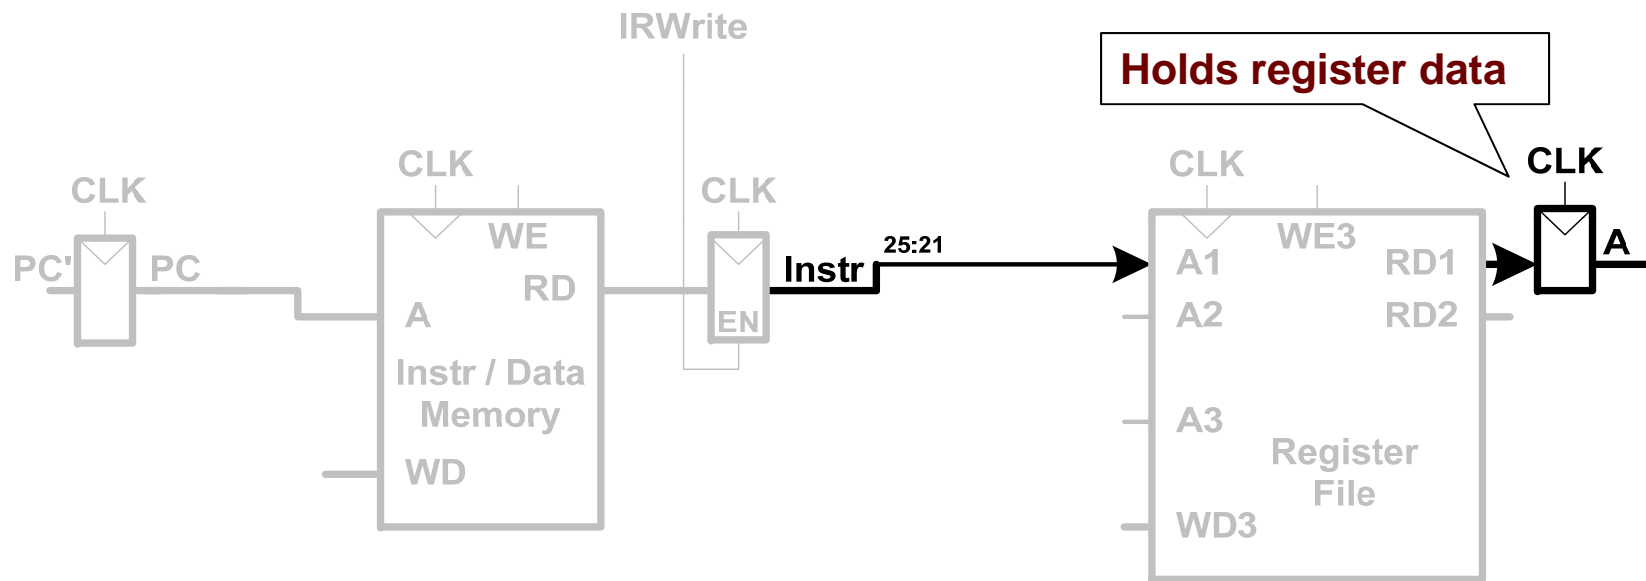 IRWrite
Holds register data
CLK
CLK
CLK
CLK
CLK
WE
WE3
PC'
PC
RD
Instr
25:21
A1
RD1
A
A
EN
A2
RD2
Instr / Data
Memory
A3
Register
File
WD
WD3